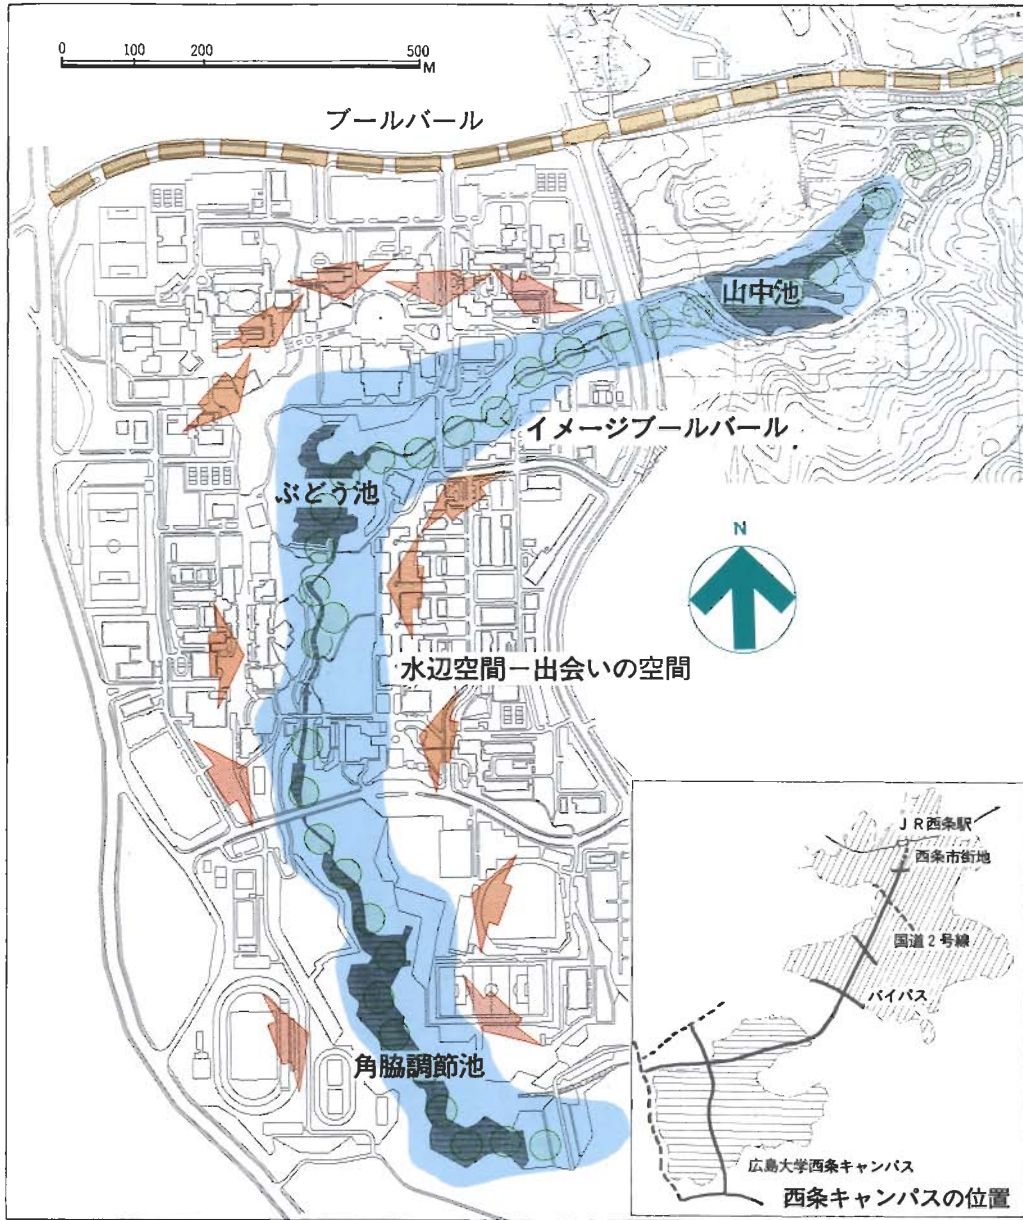 0 100 200 500
M
ブールバール
山中池
イメージブールバール
ぶどう池
N
水辺空間－出会いの空間
JR西条駅
西条市街地
国道2号線
バイパス
角脇調節池
広島大学西条キャンパス
西条キャンパスの位置